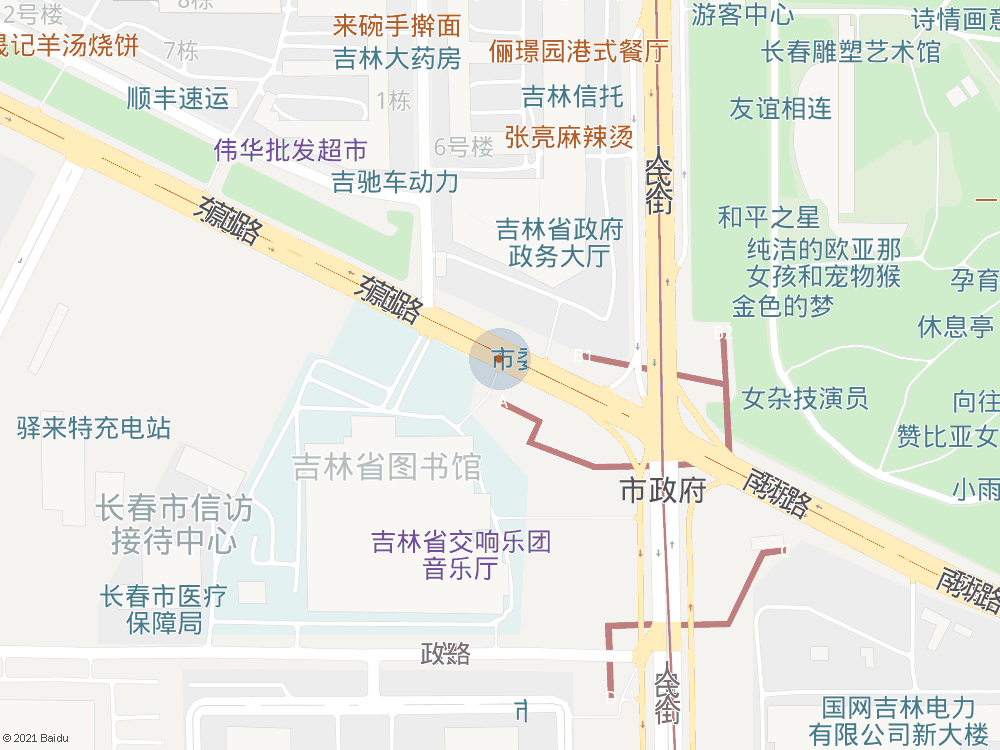 2号楼
8栋
来碗手擀面
游客中心
诗情画意
晟记羊汤烧饼
7栋
吉林大药房
俪璟园港式餐厅
长春雕塑艺术馆
顺丰速运
1栋
吉林信托
友谊相连
伟华批发超市
6号楼
张亮麻辣烫
吉驰车动力
人民街
一
吉林省政府
政务大厅
和平之星
纯洁的欧亚那
女孩和宠物猴
金色的梦
孕育
休息亭
市委
B1
B2
A
女杂技演员
向往
赞比亚女
驿来特充电站
吉林省图书馆
市政府
小雨
长春市信访
接待中心
吉林省交响乐团
音乐厅
长春市医疗
保障局
人民街
国网吉林电力
有限公司新大楼
© 2021 Baidu